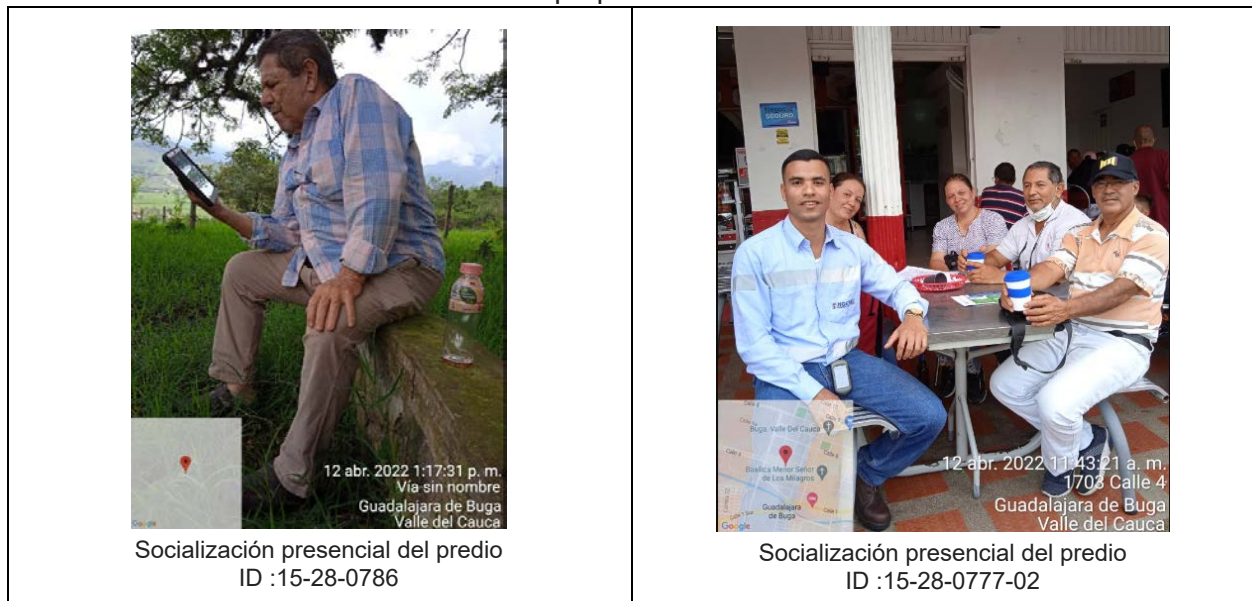 12 abr. 2022 1:17:31 p. m.
Vía sin nombre
Guadalajara de Buga
Valle del Cauca
Google
Socialización presencial del predio
ID :15-28-0786
SEGURO
Buga, Valle Del Cauca
Basílica Menor Señor
de Los Milagros
Guadalajara
de Buga
Google
12 abr. 2022 11:43:21 a. m.
1703 Calle 4
Guadalajara de Buga
Valle del Cauca
Socialización presencial del predio
ID :15-28-0777-02